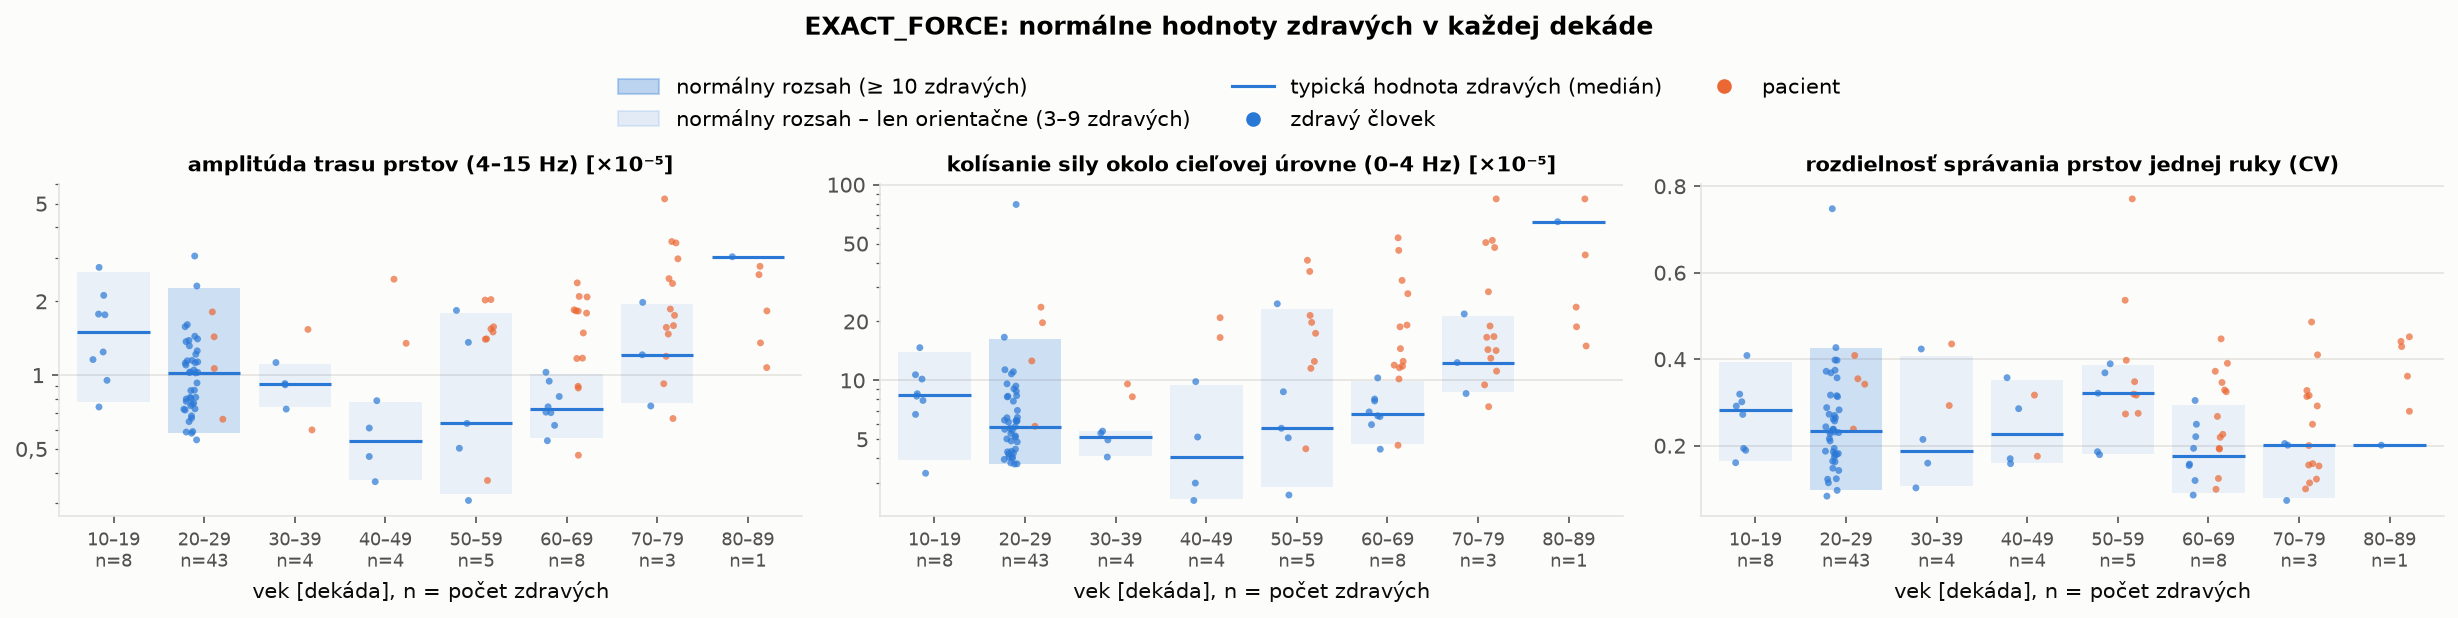 EXACT_FORCE: normálne hodnoty zdravých v každej dekáde
normálny rozsah (≥ 10 zdravých)
normálny rozsah – len orientačne (3–9 zdravých)
typická hodnota zdravých (medián)
zdravý človek
pacient
amplitúda trasu prstov (4–15 Hz) [×10⁻⁵]
5
2
1
0,5
10–19 20–29 30–39 40–49 50–59 60–69 70–79 80–89
n=8 n=43 n=4 n=4 n=5 n=8 n=3 n=1
vek [dekáda], n = počet zdravých
kolísanie sily okolo cieľovej úrovne (0–4 Hz) [×10⁻⁵]
100
50
20
10
5
10–19 20–29 30–39 40–49 50–59 60–69 70–79 80–89
n=8 n=43 n=4 n=4 n=5 n=8 n=3 n=1
vek [dekáda], n = počet zdravých
rozdielnosť správania prstov jednej ruky (CV)
0.8
0.6
0.4
0.2
10–19 20–29 30–39 40–49 50–59 60–69 70–79 80–89
n=8 n=43 n=4 n=4 n=5 n=8 n=3 n=1
vek [dekáda], n = počet zdravých